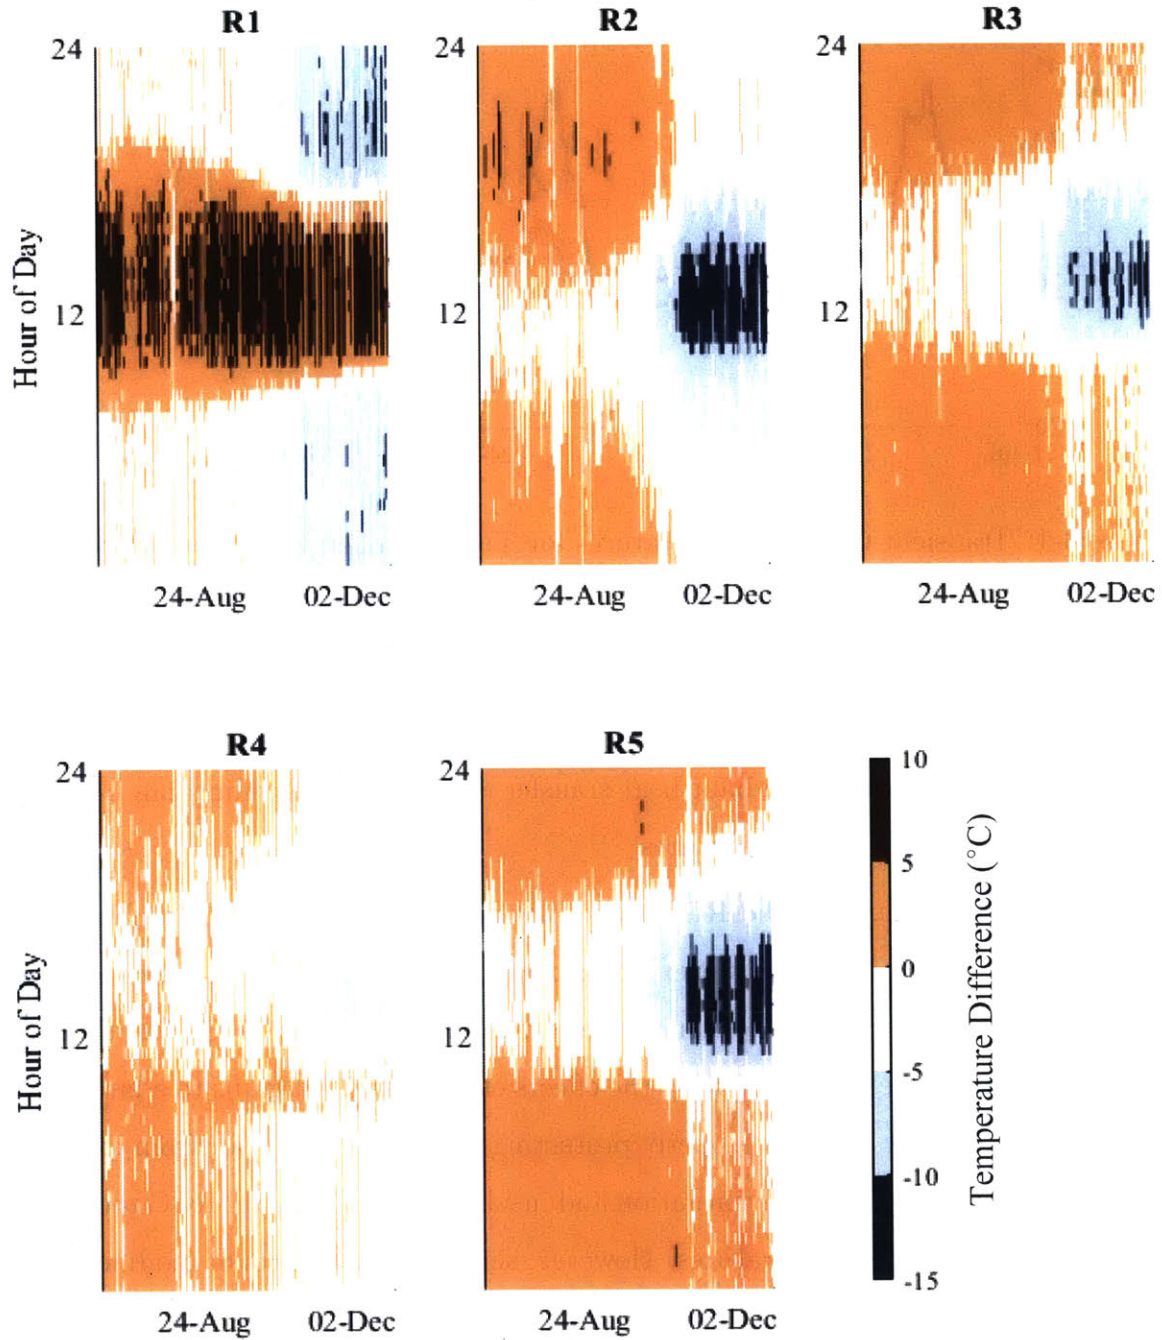 R1 R2 R3
24 24 24
Hour of Day
12 12 12
24-Aug 02-Dec 24-Aug 02-Dec 24-Aug 02-Dec
R4 R5
24 24
Hour of Day
12 12
24-Aug 02-Dec 24-Aug 02-Dec
10
5
0
-5
-10
-15
Temperature Difference (°C)